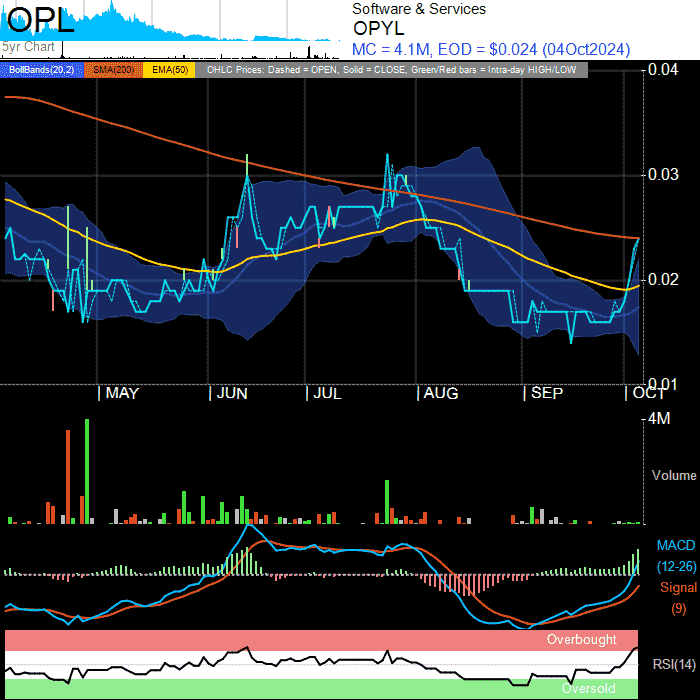 OPL
5yr Chart
Software & Services
OPYL
MC = 4.1M, EOD = $0.024 (04Oct2024)
BollBands(20,2) SMA(200) EMA(50) OHLC Prices: Dashed = OPEN, Solid = CLOSE, Green/Red bars = Intra-day HIGH/LOW
0.04
0.03
0.02
0.01
MAY JUN JUL AUG SEP OCT
4M
Volume
MACD
(12-26)
Signal
(9)
Overbought
RSI(14)
Oversold